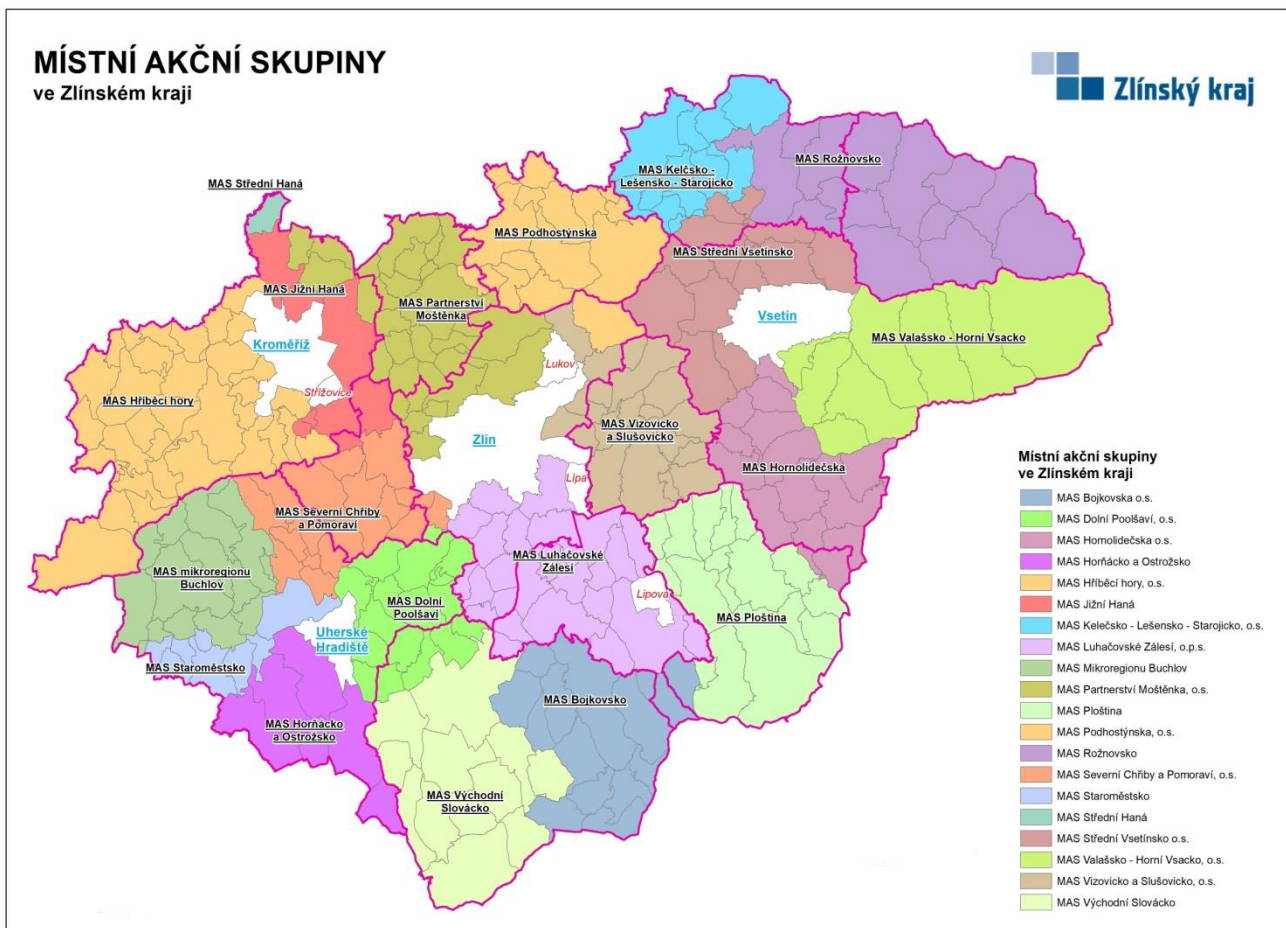 MÍSTNÍ AKČNÍ SKUPINY
ve Zlínském kraji
Zlínský kraj
MAS Střední Haná
MAS Kelčsko -
Lešensko - Starojicko
MAS Rožnovsko
MAS Podhostýnska
MAS Střední Vsetínsko
MAS Jižní Haná
MAS Partnerství
Moštěnka
Kroměříž
Vsetín
MAS Valašsko - Horní Vsacko
Lukov
Střížovice
MAS Hříběcí hory
MAS Vizovicko
a Slušovicko
Zlín
MAS Hornolidečska
Lípa
MAS Severní Chřiby
a Pomoraví
MAS Luhačovské
Zálesí
MAS mikroregionu
Buchlov
MAS Dolní
Poolšaví
Lipová
MAS Ploština
Uherské
Hradiště
MAS Staroměstsko
MAS Bojkovsko
MAS Horňácko
a Ostrožsko
MAS Východní
Slovácko
Místní akční skupiny
ve Zlínském kraji
MAS Bojkovska o.s.
MAS Dolní Poolšaví, o.s.
MAS Hornolidečska o.s.
MAS Horňácko a Ostrožsko
MAS Hříběcí hory, o.s.
MAS Jižní Haná
MAS Kelečsko - Lešensko - Starojicko, o.s.
MAS Luhačovské Zálesí, o.p.s.
MAS Mikroregionu Buchlov
MAS Partnerství Moštěnka, o.s.
MAS Ploština
MAS Podhostýnska, o.s.
MAS Rožnovsko
MAS Severní Chřiby a Pomoraví, o.s.
MAS Staroměstsko
MAS Střední Haná
MAS Střední Vsetínsko o.s.
MAS Valašsko - Horní Vsacko, o.s.
MAS Vizovicko a Slušovicko, o.s.
MAS Východní Slovácko